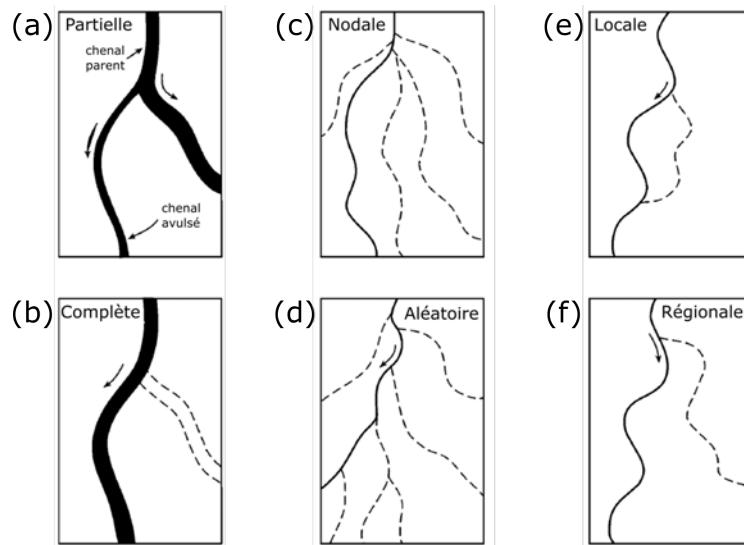 (a)
Partielle
chenal
parent
chenal
avulsé
(c)
Nodale
(e)
Locale
(b)
Complète
(d)
Aléatoire
(f)
Régionale